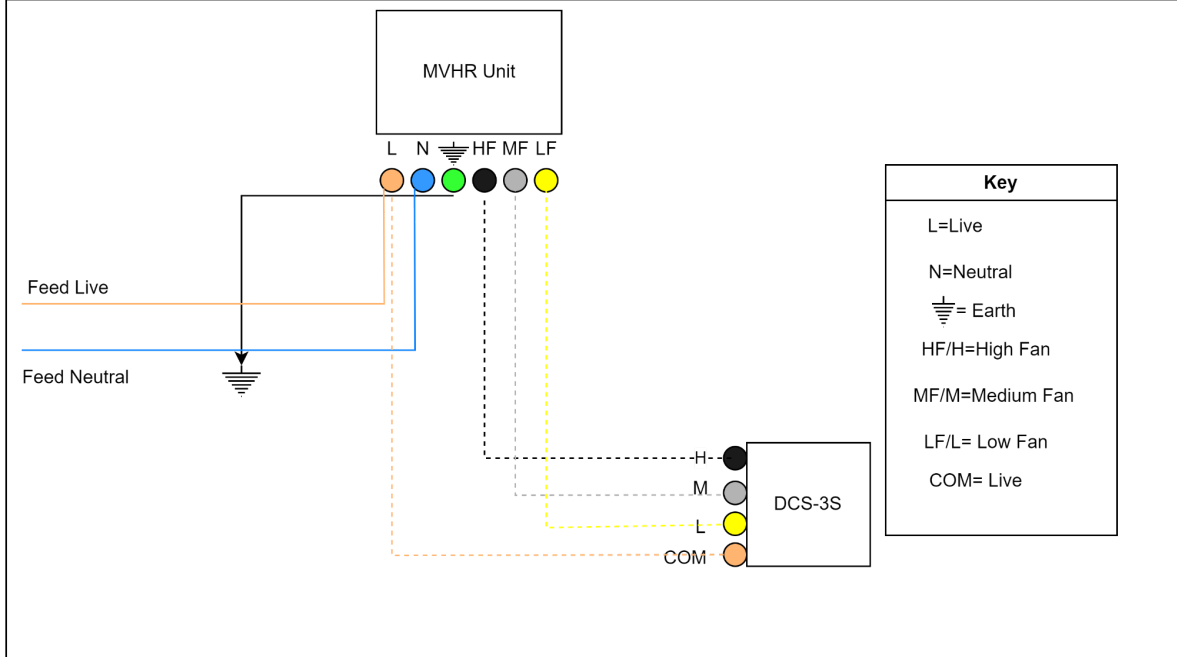 MVHR Unit
L N HF MF LF
Key
L=Live
N=Neutral
= Earth
HF/H=High Fan
MF/M=Medium Fan
LF/L= Low Fan
COM= Live
Feed Live
Feed Neutral
H
M
L
COM
DCS-3S